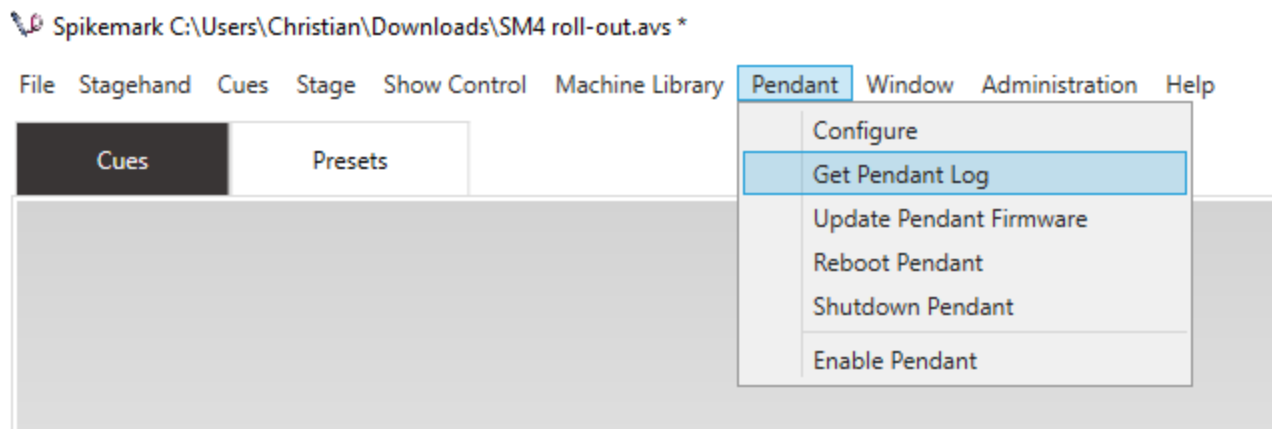 Spikemark C:\Users\Christian\Downloads\SM4 roll-out.avs *
File Stagehand Cues Stage Show Control Machine Library Pendant Window Administration Help
Cues Presets
Configure
Get Pendant Log
Update Pendant Firmware
Reboot Pendant
Shutdown Pendant
Enable Pendant